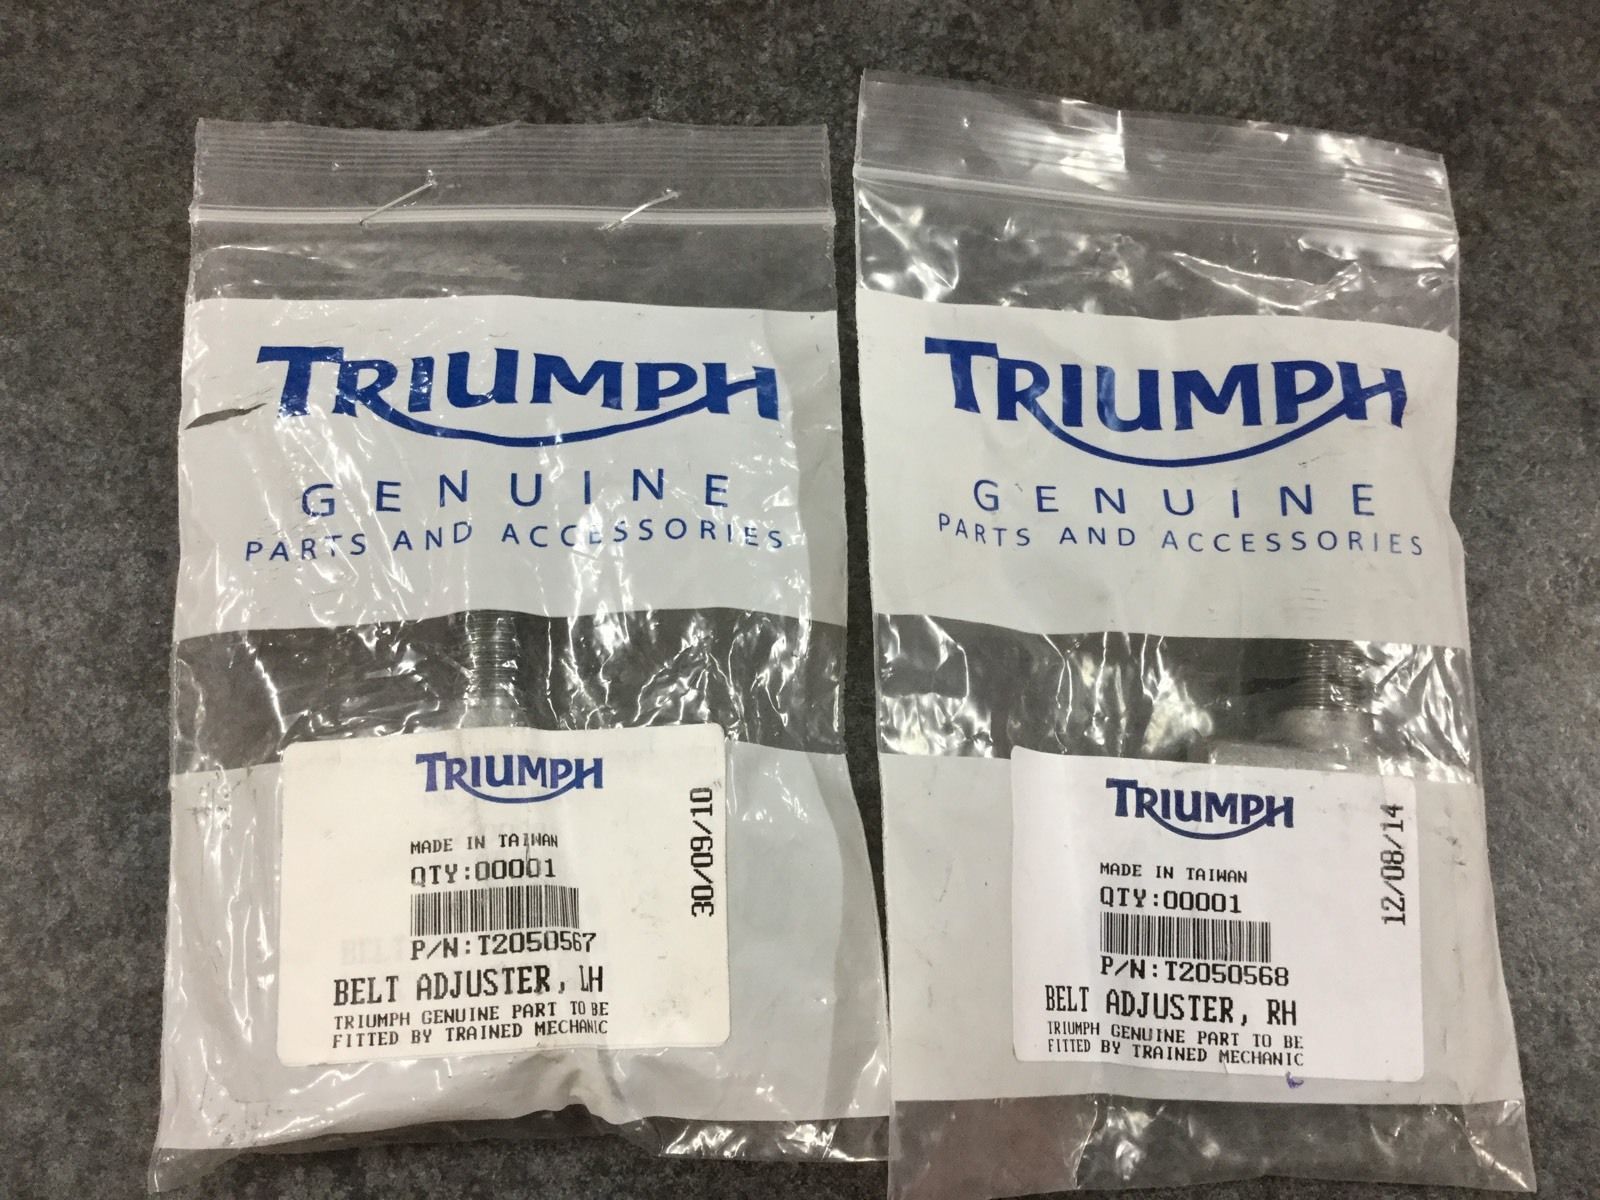 TRIUMPH
GENUINE
PARTS AND ACCESSORIES
TRIUMPH
MADE IN TAIWAN
QTY:00001
P/N:T2050567
BELT ADJUSTER, LH
TRIUMPH GENUINE PART TO BE
FITTED BY TRAINED MECHANIC
30/09/10
TRIUMPH
GENUINE
PARTS AND ACCESSORIES
TRIUMPH
MADE IN TAIWAN
QTY:00001
P/N:T2050568
BELT ADJUSTER, RH
TRIUMPH GENUINE PART TO BE
FITTED BY TRAINED MECHANIC
12/08/14